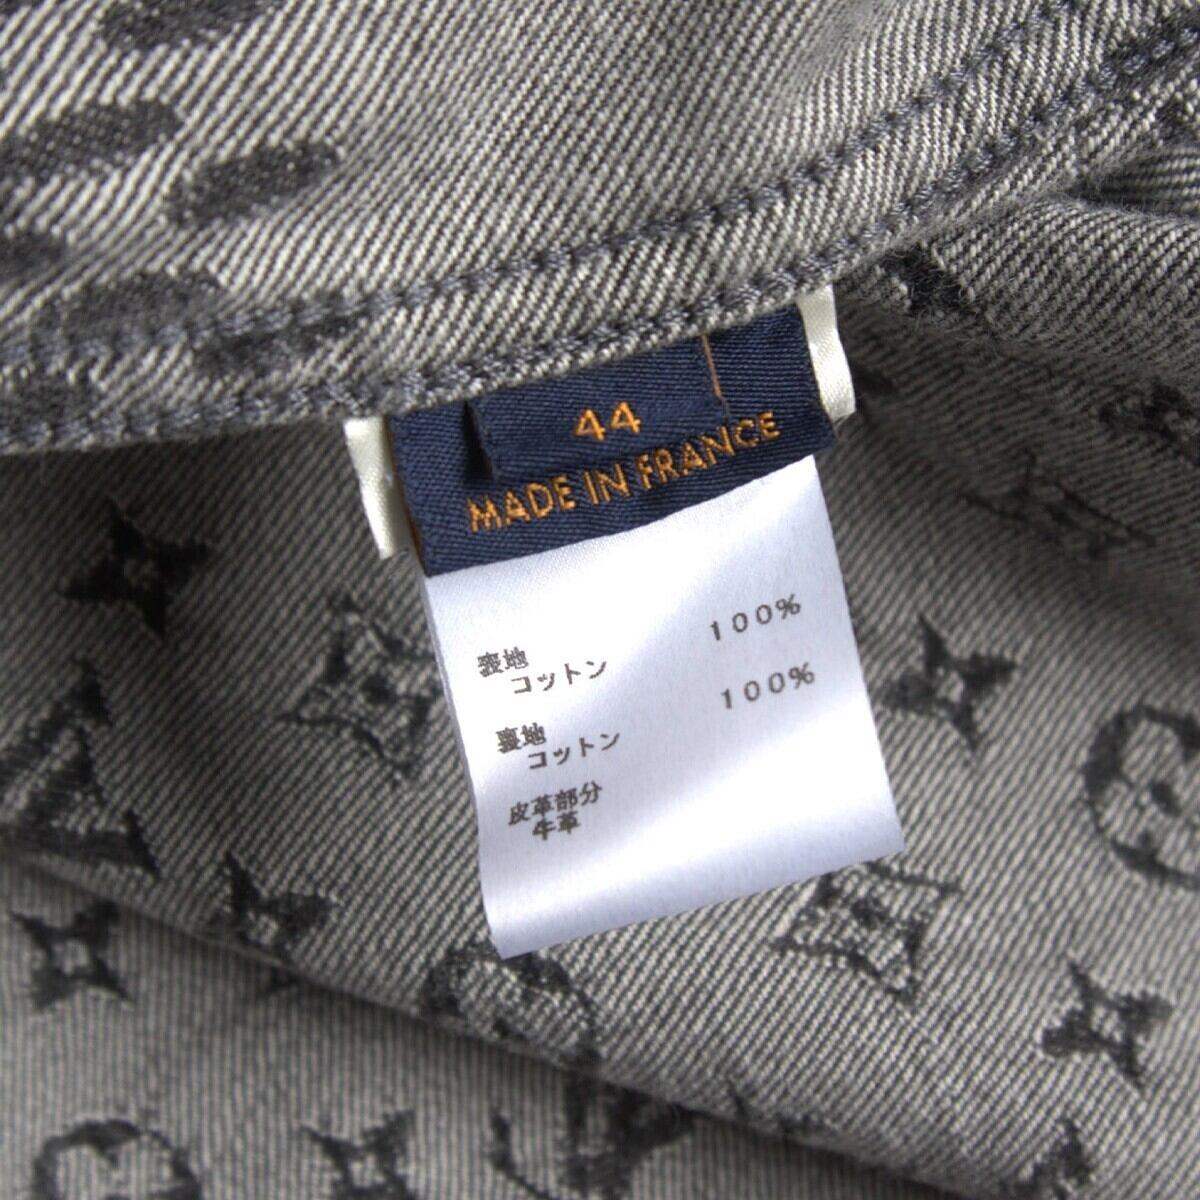 44
MADE IN FRANCE
表地 100%
コットン
裏地 100%
コットン
皮革部分
牛革